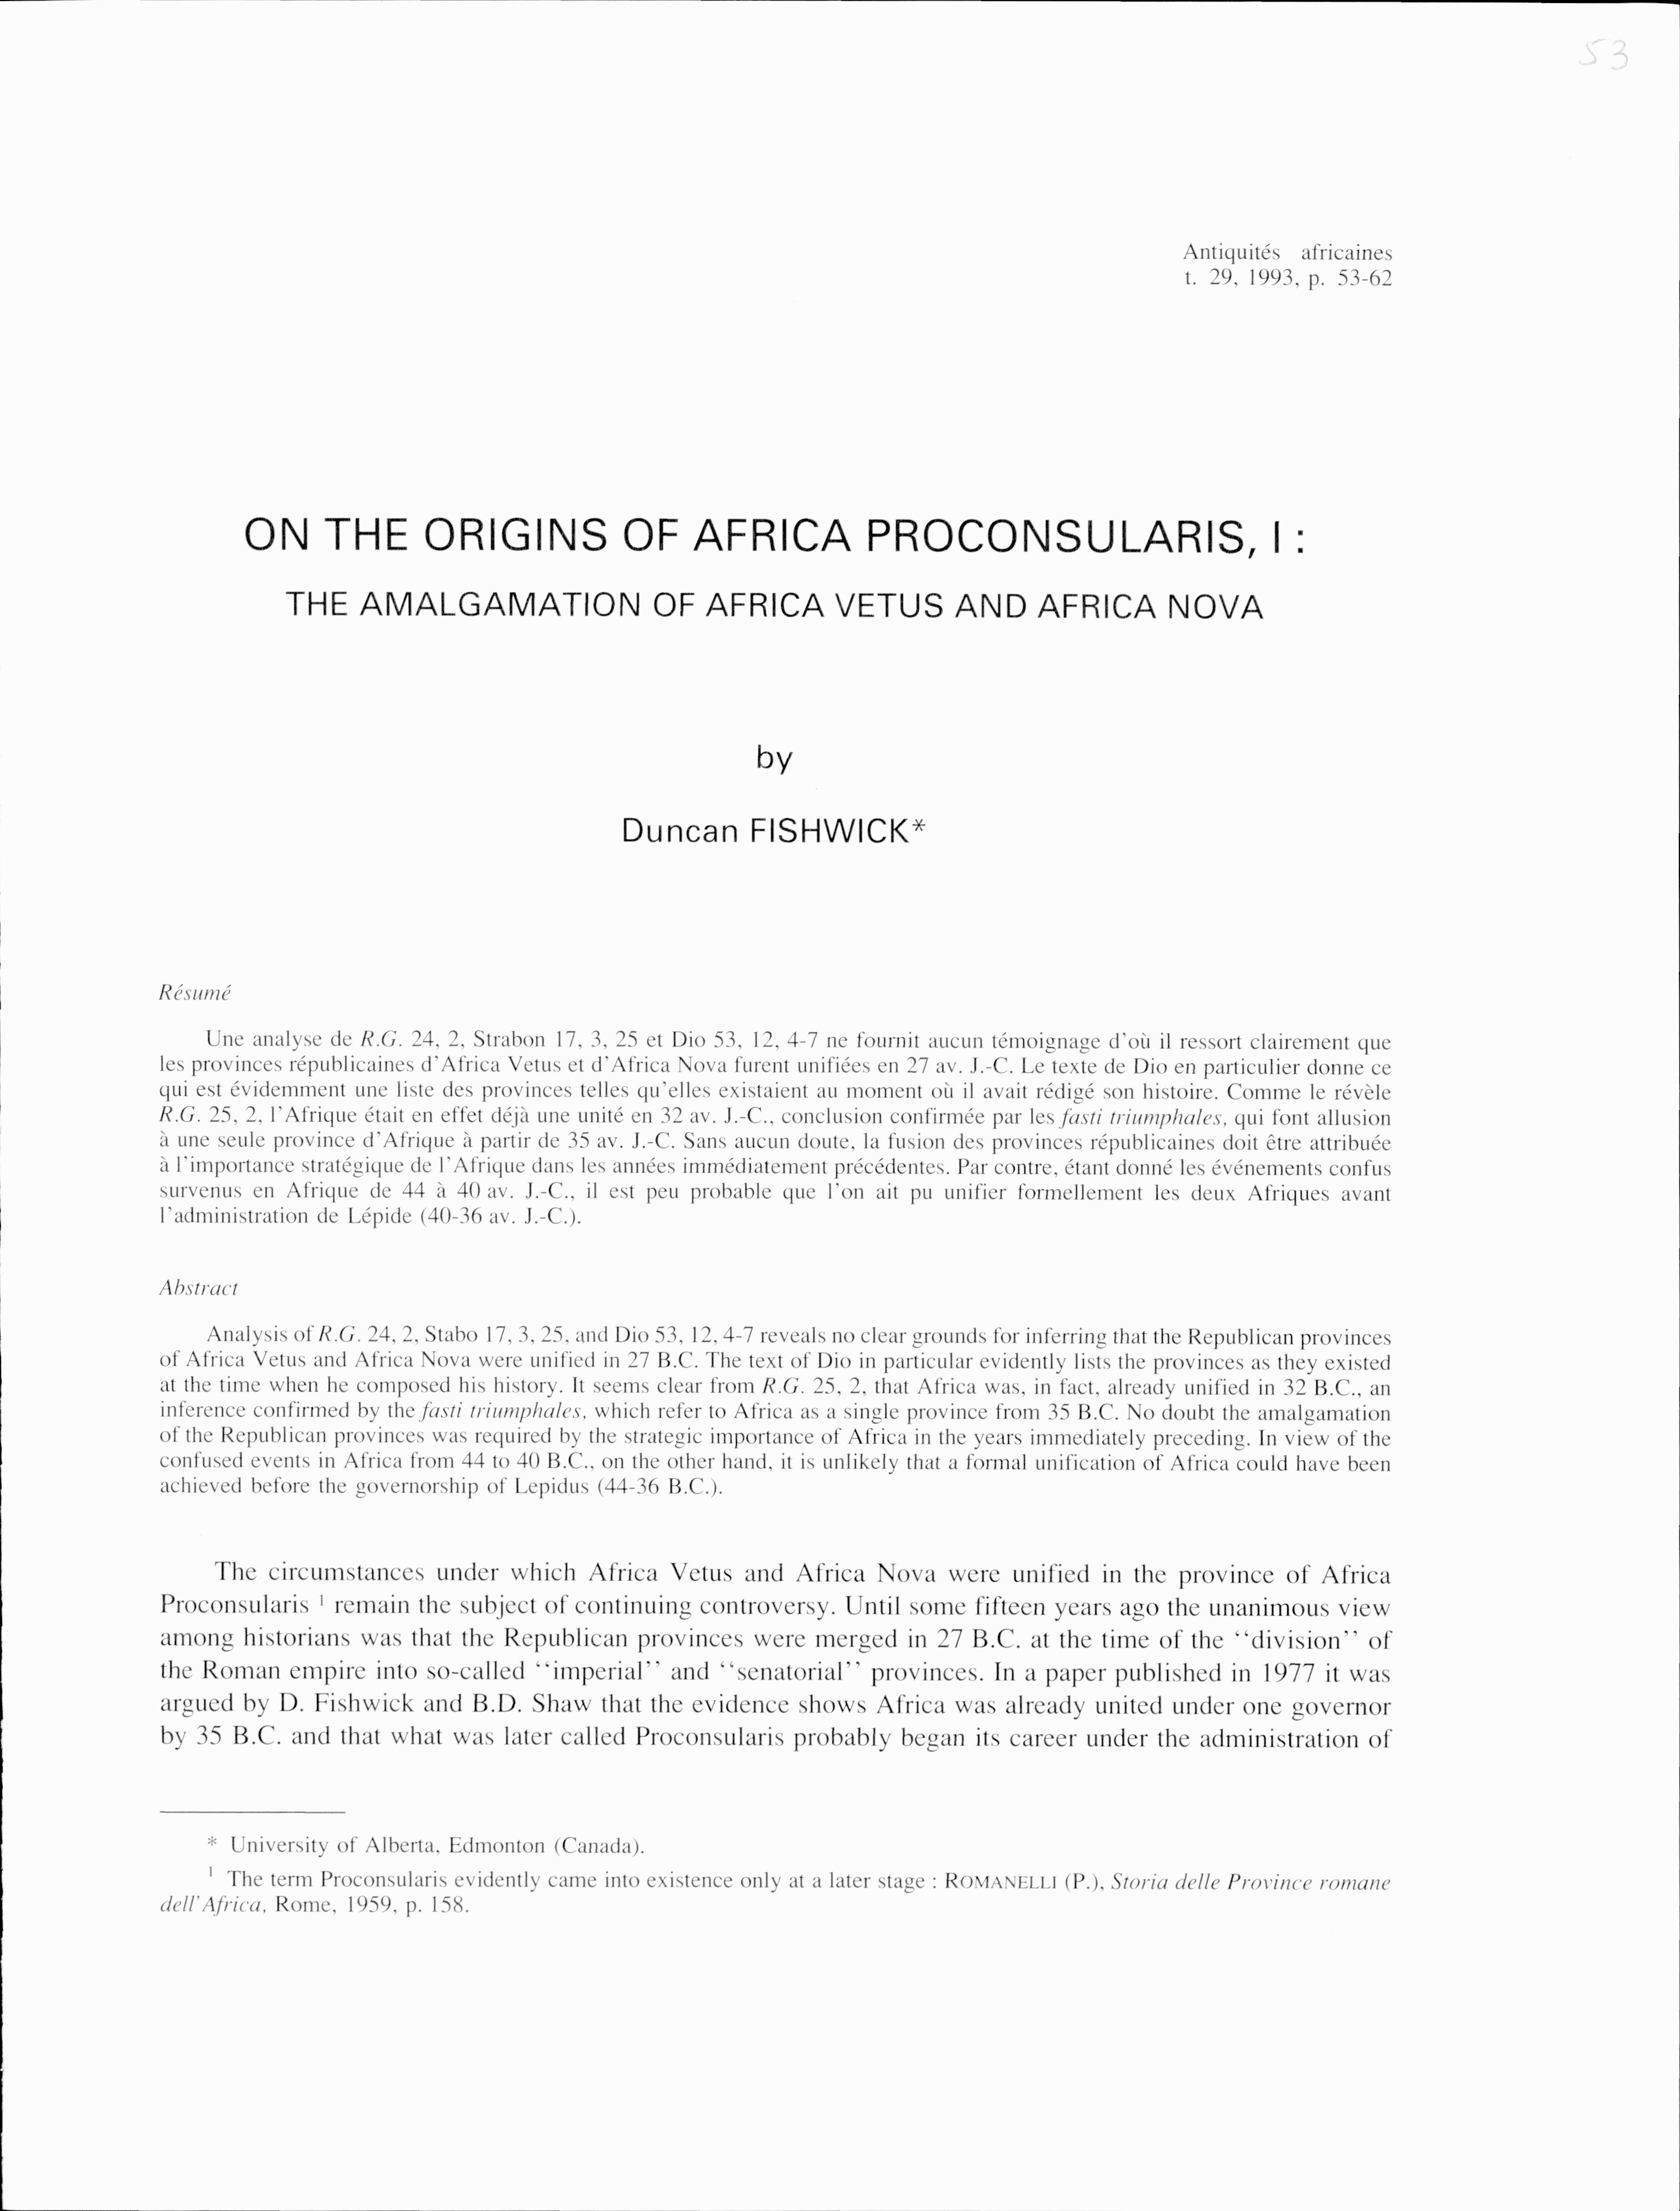 53
Antiquités africaines
t. 29, 1993, p. 53-62
ON THE ORIGINS OF AFRICA PROCONSULARIS, I :
THE AMALGAMATION OF AFRICA VETUS AND AFRICA NOVA
by
Duncan FISHWICK*
Résumé
Une analyse de R.G. 24, 2, Strabon 17, 3, 25 et Dio 53, 12, 4-7 ne fournit aucun témoignage d'où il ressort clairement que
les provinces républicaines d'Africa Vetus et d'Africa Nova furent unifiées en 27 av. J.-C. Le texte de Dio en particulier donne ce
qui est évidemment une liste des provinces telles qu'elles existaient au moment où il avait rédigé son histoire. Comme le révèle
R.G. 25, 2, l'Afrique était en effet déjà une unité en 32 av. J.-C., conclusion confirmée par les fasti triumphales, qui font allusion
à une seule province d'Afrique à partir de 35 av. J.-C. Sans aucun doute, la fusion des provinces républicaines doit être attribuée
à l'importance stratégique de l'Afrique dans les années immédiatement précédentes. Par contre, étant donné les événements confus
survenus en Afrique de 44 à 40 av. J.-C., il est peu probable que l'on ait pu unifier formellement les deux Afriques avant
l'administration de Lépide (40-36 av. J.-C.).
Abstract
Analysis of R.G. 24, 2, Stabo 17, 3, 25, and Dio 53, 12, 4-7 reveals no clear grounds for inferring that the Republican provinces
of Africa Vetus and Africa Nova were unified in 27 B.C. The text of Dio in particular evidently lists the provinces as they existed
at the time when he composed his history. It seems clear from R.G. 25, 2, that Africa was, in fact, already unified in 32 B.C., an
inference confirmed by the fasti triumphales, which refer to Africa as a single province from 35 B.C. No doubt the amalgamation
of the Republican provinces was required by the strategic importance of Africa in the years immediately preceding. In view of the
confused events in Africa from 44 to 40 B.C., on the other hand, it is unlikely that a formal unification of Africa could have been
achieved before the governorship of Lepidus (44-36 B.C.).
The circumstances under which Africa Vetus and Africa Nova were unified in the province of Africa
Proconsularis ¹ remain the subject of continuing controversy. Until some fifteen years ago the unanimous view
among historians was that the Republican provinces were merged in 27 B.C. at the time of the ‘‘division’’ of
the Roman empire into so-called ‘‘imperial’’ and ‘‘senatorial’’ provinces. In a paper published in 1977 it was
argued by D. Fishwick and B.D. Shaw that the evidence shows Africa was already united under one governor
by 35 B.C. and that what was later called Proconsularis probably began its career under the administration of
* University of Alberta, Edmonton (Canada).
¹ The term Proconsularis evidently came into existence only at a later stage : ROMANELLI (P.), Storia delle Province romane
dell'Africa, Rome, 1959, p. 158.